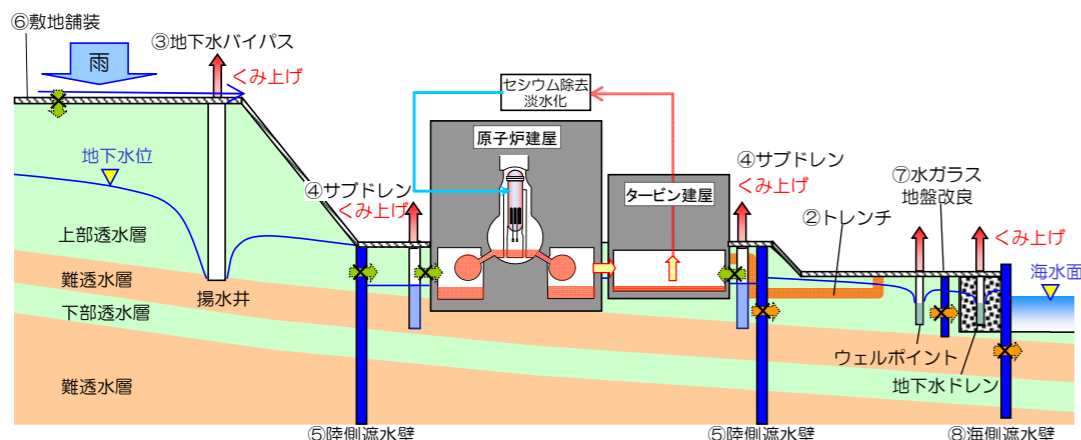 ⑥敷地舗装
雨
③地下水バイパス
くみ上げ
セシウム除去
淡水化
原子炉建屋
地下水位
④サブドレン
くみ上げ
タービン建屋
④サブドレン
くみ上げ
⑦水ガラス
地盤改良
②トレンチ
くみ上げ
海水面
上部透水層
難透水層
揚水井
下部透水層
難透水層
ウェルポイント
地下水ドレン
⑤陸側遮水壁
⑤陸側遮水壁
⑧海側遮水壁